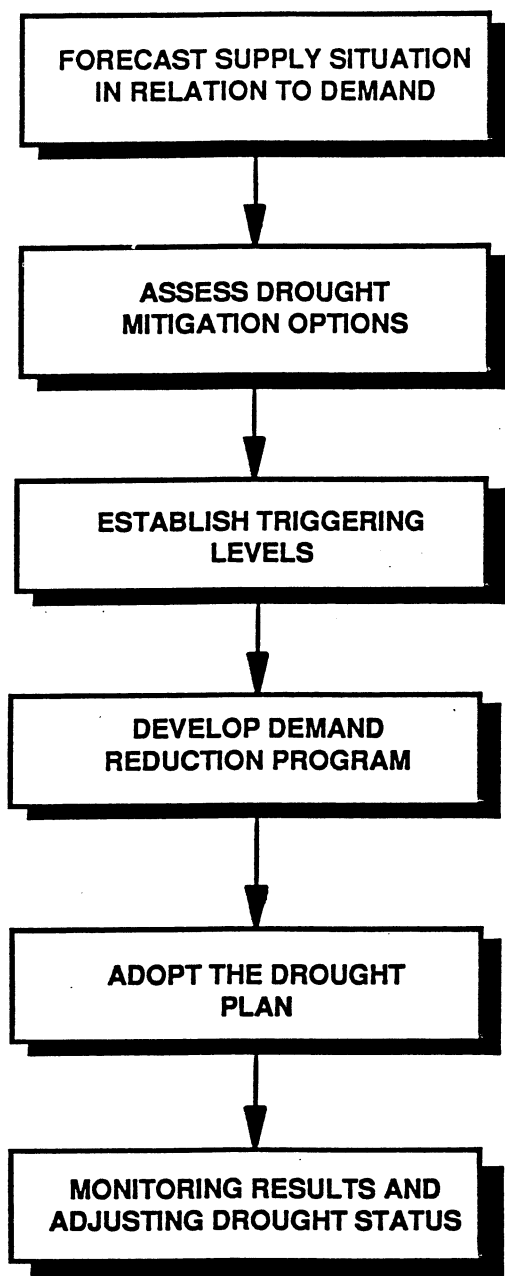 FORECAST SUPPLY SITUATION
IN RELATION TO DEMAND
ASSESS DROUGHT
MITIGATION OPTIONS
ESTABLISH TRIGGERING
LEVELS
DEVELOP DEMAND
REDUCTION PROGRAM
ADOPT THE DROUGHT
PLAN
MONITORING RESULTS AND
ADJUSTING DROUGHT STATUS